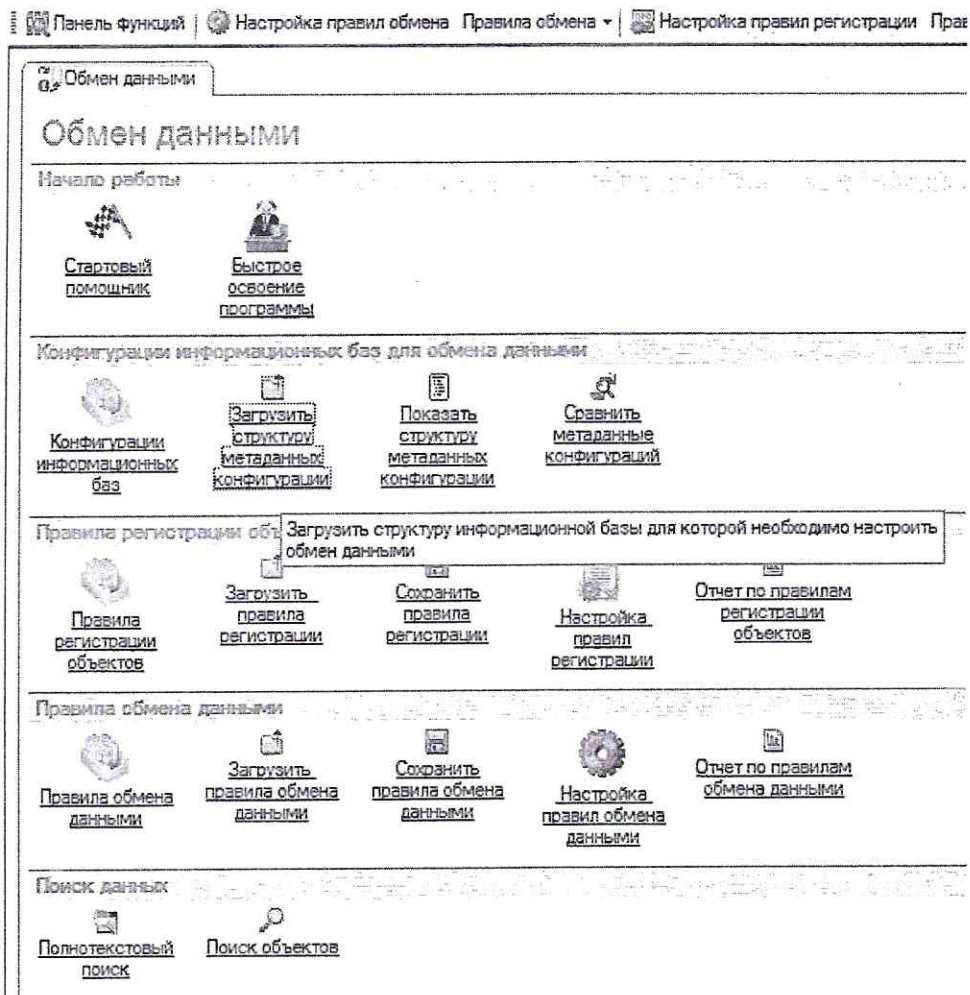 Панель функций Настройка правил обмена Правила обмена Настройка правил регистрации Прав
Обмен данными
Обмен данными
Начало работы
Стартовый
помощник
Быстрое
освоение
программы
Конфигурации информационных баз для обмена данными
Конфигурации
информационных
баз
Загрузить
структуру
метаданных
конфигурации
Показать
структуру
метаданных
конфигурации
Сравнить
метаданные
конфигураций
Правила регистрации объ
Загрузить структуру информационной базы для которой необходимо настроить
обмен данными
Правила
регистрации
объектов
Загрузить
правила
регистрации
Сохранить
правила
регистрации
Настройка
правил
регистрации
Отчет по правилам
регистрации
объектов
Правила обмена данными
Правила обмена
данными
Загрузить
правила обмена
данными
Сохранить
правила обмена
данными
Настройка
правил обмена
данными
Отчет по правилам
обмена данными
Поиск данных
Полнотекстовый
поиск
Поиск объектов